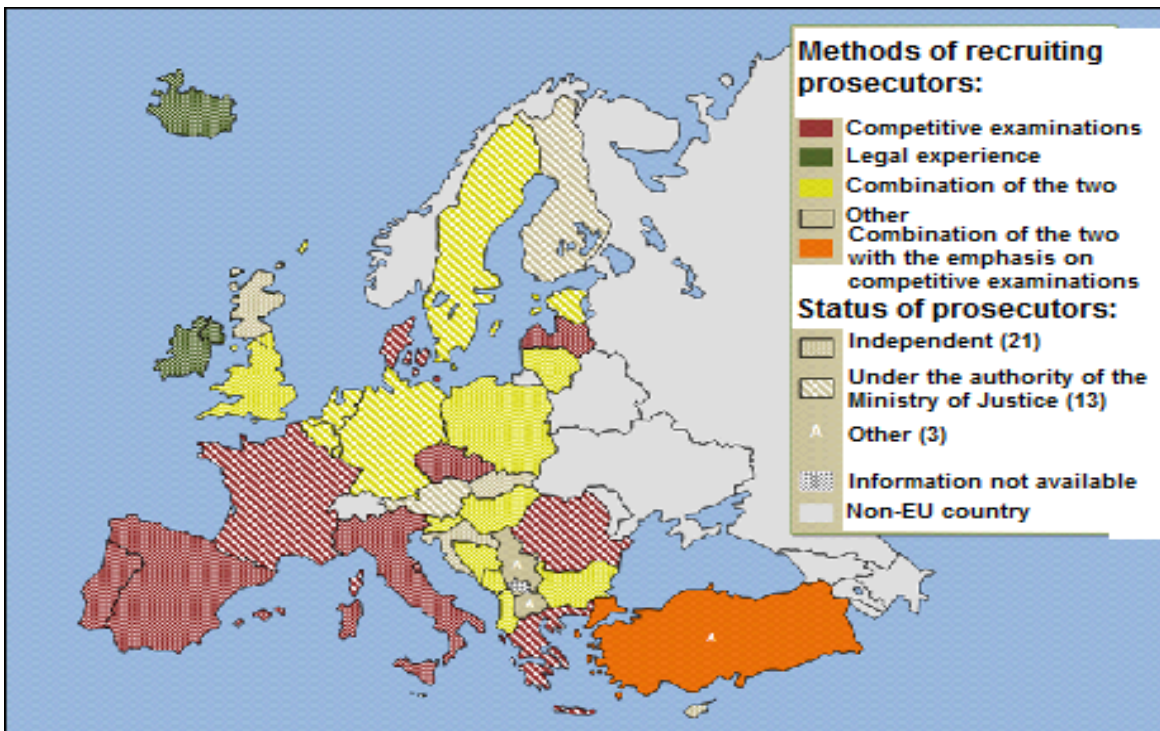 Methods of recruiting
prosecutors:
Competitive examinations
Legal experience
Combination of the two
Other
Combination of the two
with the emphasis on
competitive examinations
Status of prosecutors:
Independent (21)
Under the authority of the
Ministry of Justice (13)
A Other (3)
Information not available
Non-EU country
A
A
A